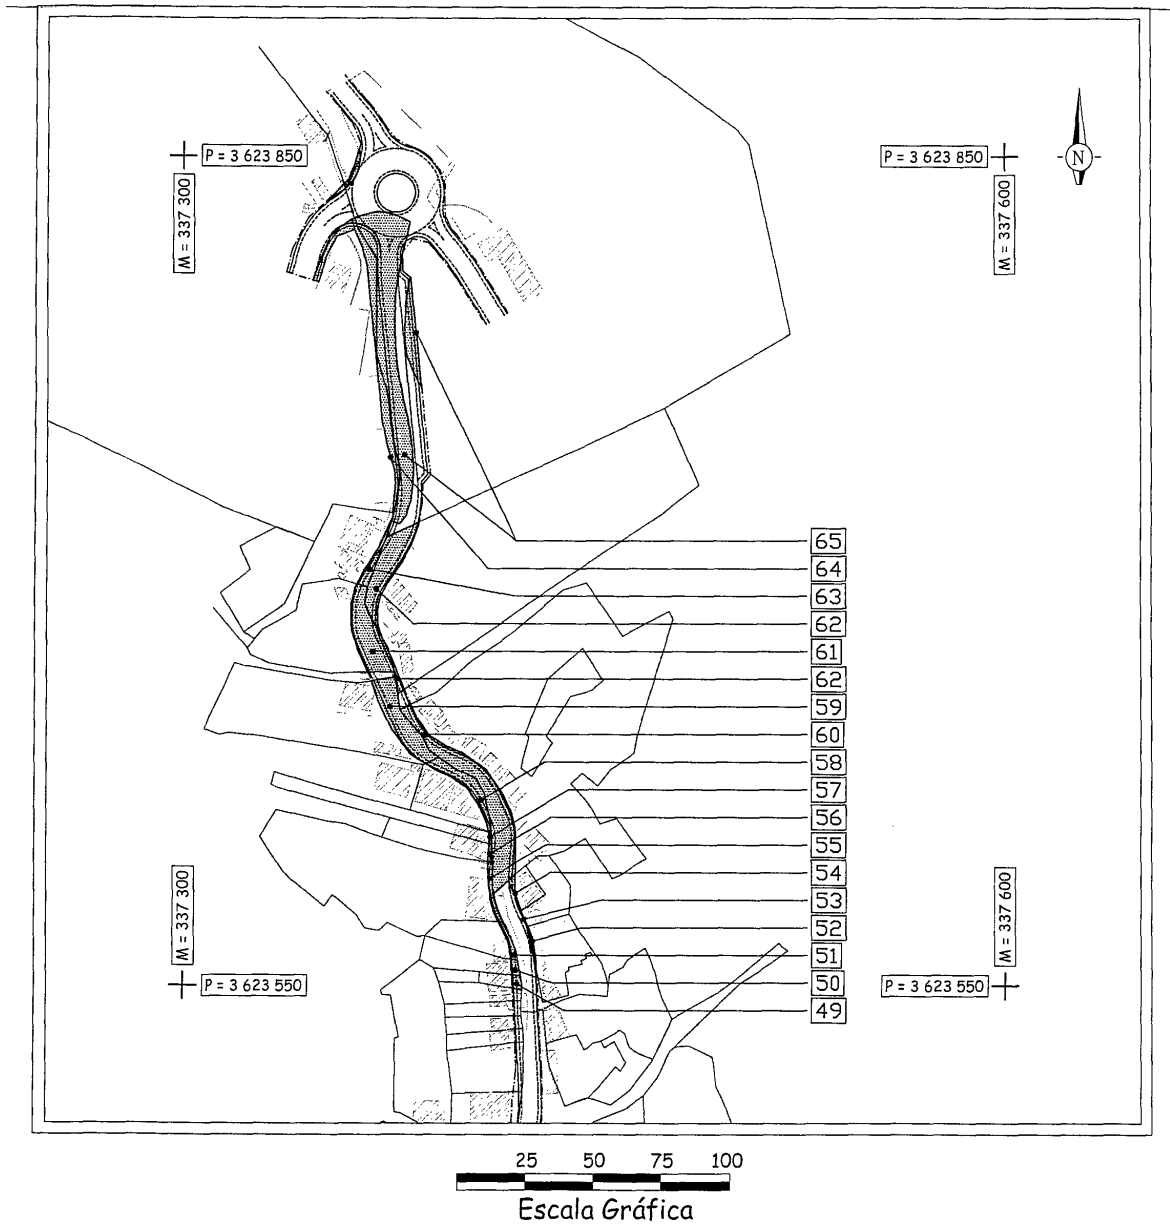 P = 3 623 850
P = 3 623 850
N
M = 337 300
M = 337 600
65
64
63
62
61
62
59
60
58
57
56
55
54
53
52
51
50
49
M = 337 300
M = 337 600
P = 3 623 550
P = 3 623 550
25 50 75 100
Escala Gráfica